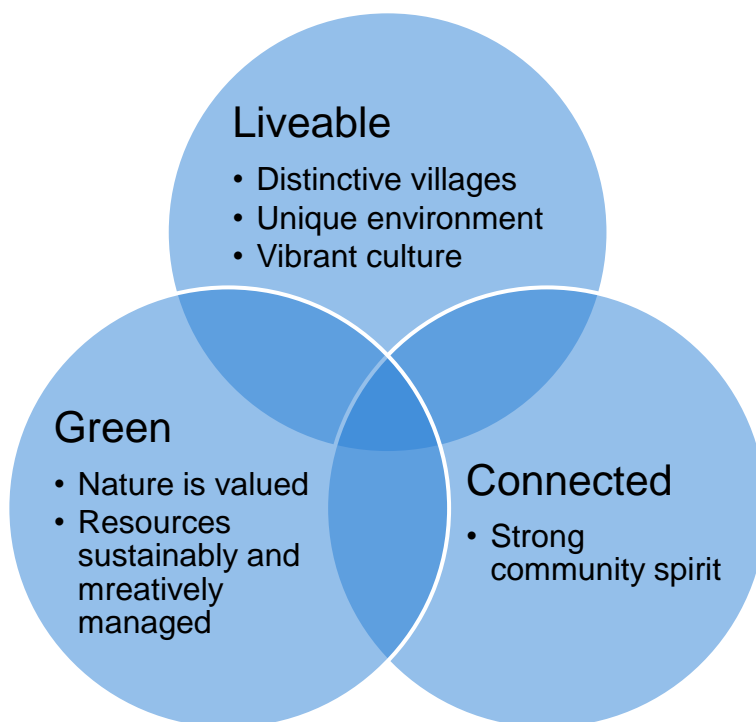 Liveable
• Distinctive villages
• Unique environment
• Vibrant culture
Green
• Nature is valued
• Resources
sustainably and
mreatively
managed
Connected
• Strong
community spirit